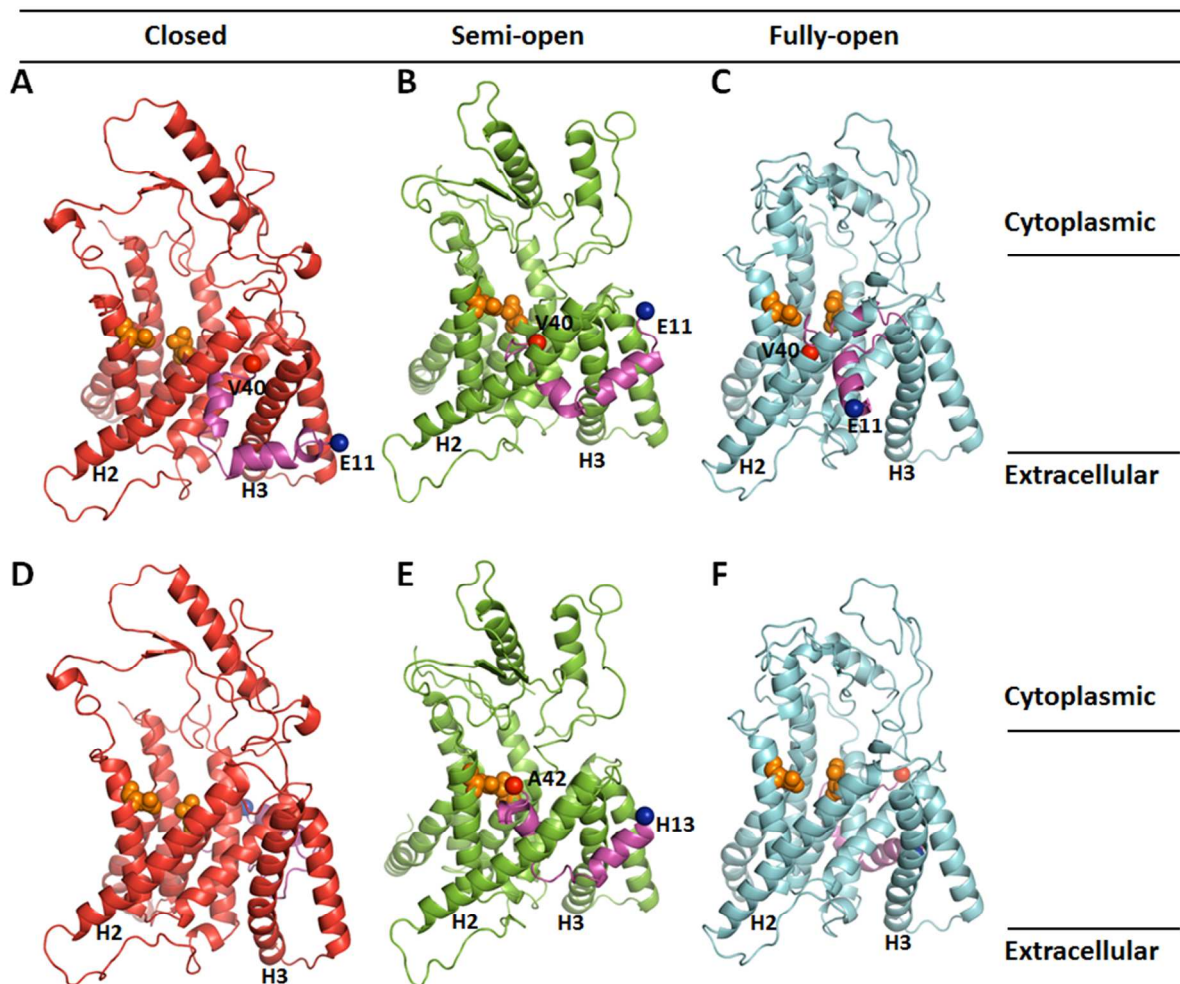 Closed Semi-open Fully-open
A B C
Cytoplasmic
V40 E11
V40
V40 E11
E11
H2 H3
H2 H3
H2 H3
Extracellular
D E F
Cytoplasmic
A42
H13
H2 H3
H2 H3
H2 H3
Extracellular